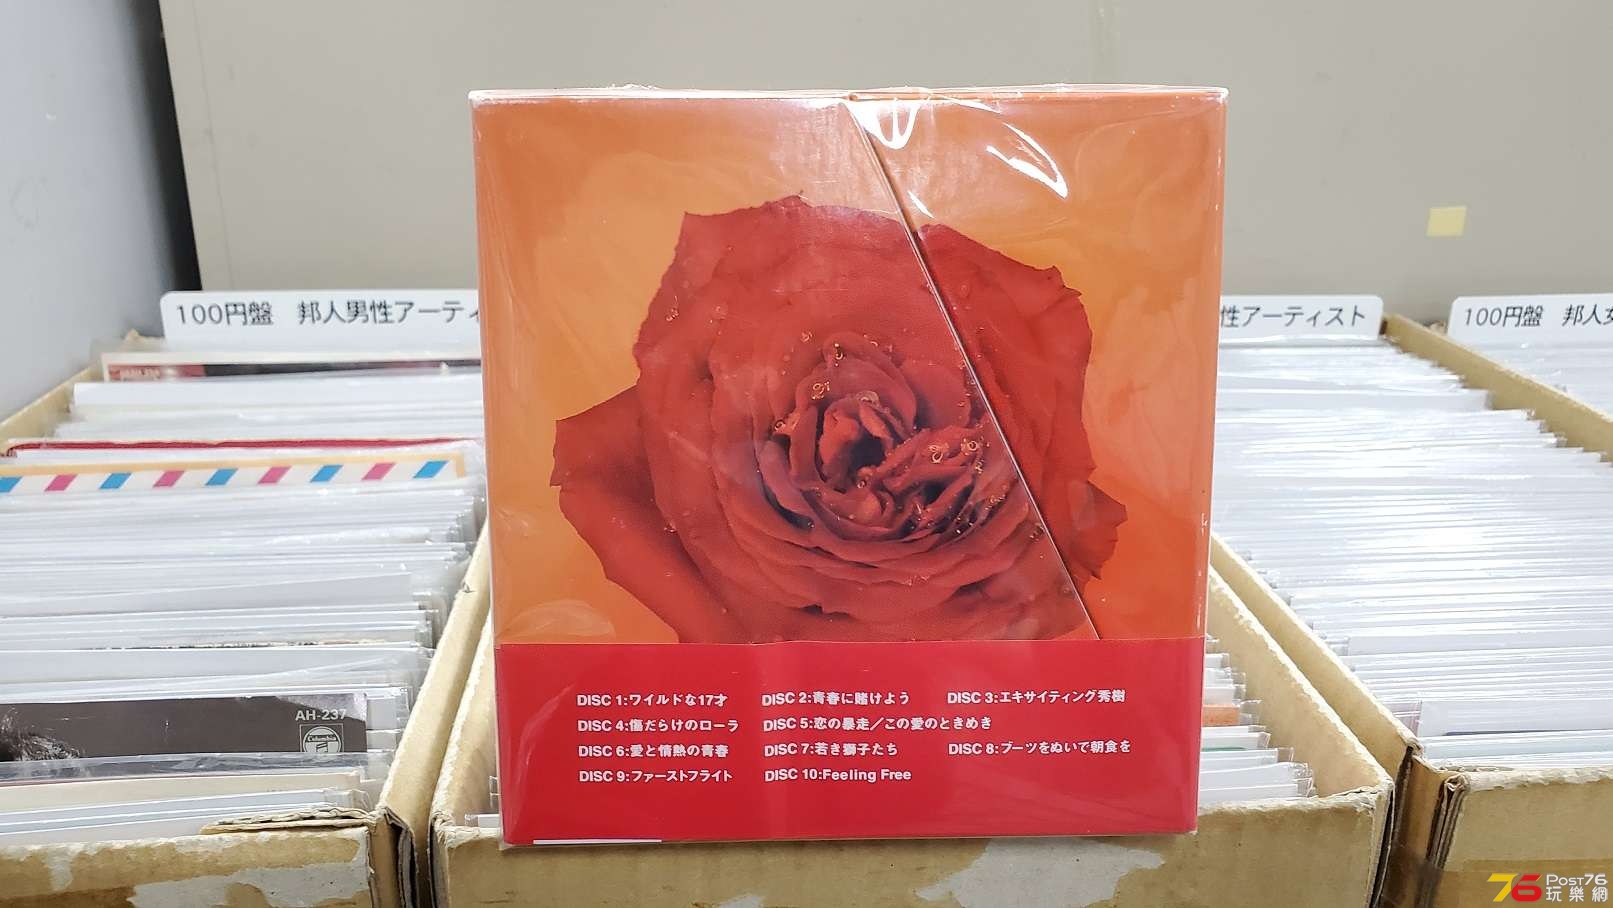 100円盤 邦人男性アーティ
性アーティスト
100円盤 邦人女
AH-237
Columbia
DISC 1:ワイルドな17才 DISC 2:青春に賭けよう DISC 3:エキサイティング秀樹
DISC 4:傷だらけのローラ DISC 5:恋の暴走/この愛のときめき
DISC 6:愛と情熱の青春 DISC 7:若き獅子たち DISC 8:ブーツをぬいで朝食を
DISC 9:ファーストフライト DISC 10:Feeling Free
76 POST76
玩樂網